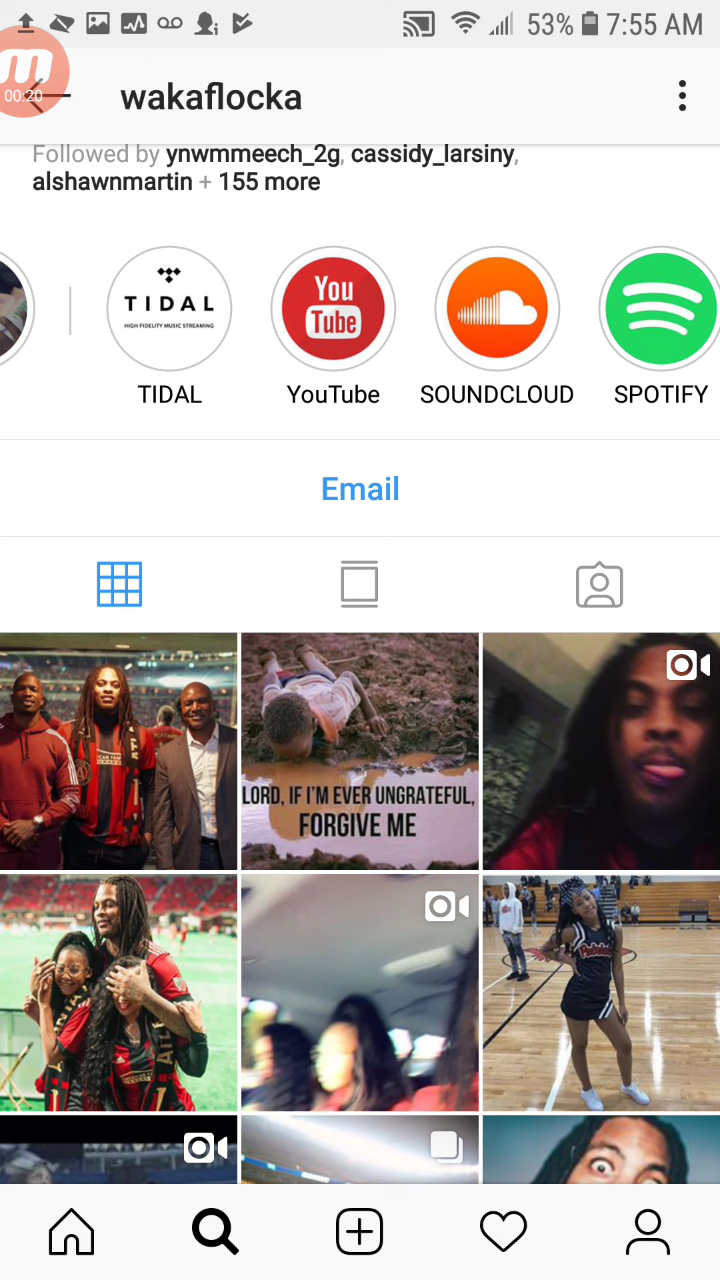 53% 7:55 AM
00:20
wakaflocka
Followed by ynwmmeech_2g, cassidy_larsiny,
alshawnmartin + 155 more
TIDAL
HIGH FIDELITY MUSIC STREAMING
You
Tube
TIDAL YouTube SOUNDCLOUD SPOTIFY
Email
LORD, IF I'M EVER UNGRATEFUL,
FORGIVE ME